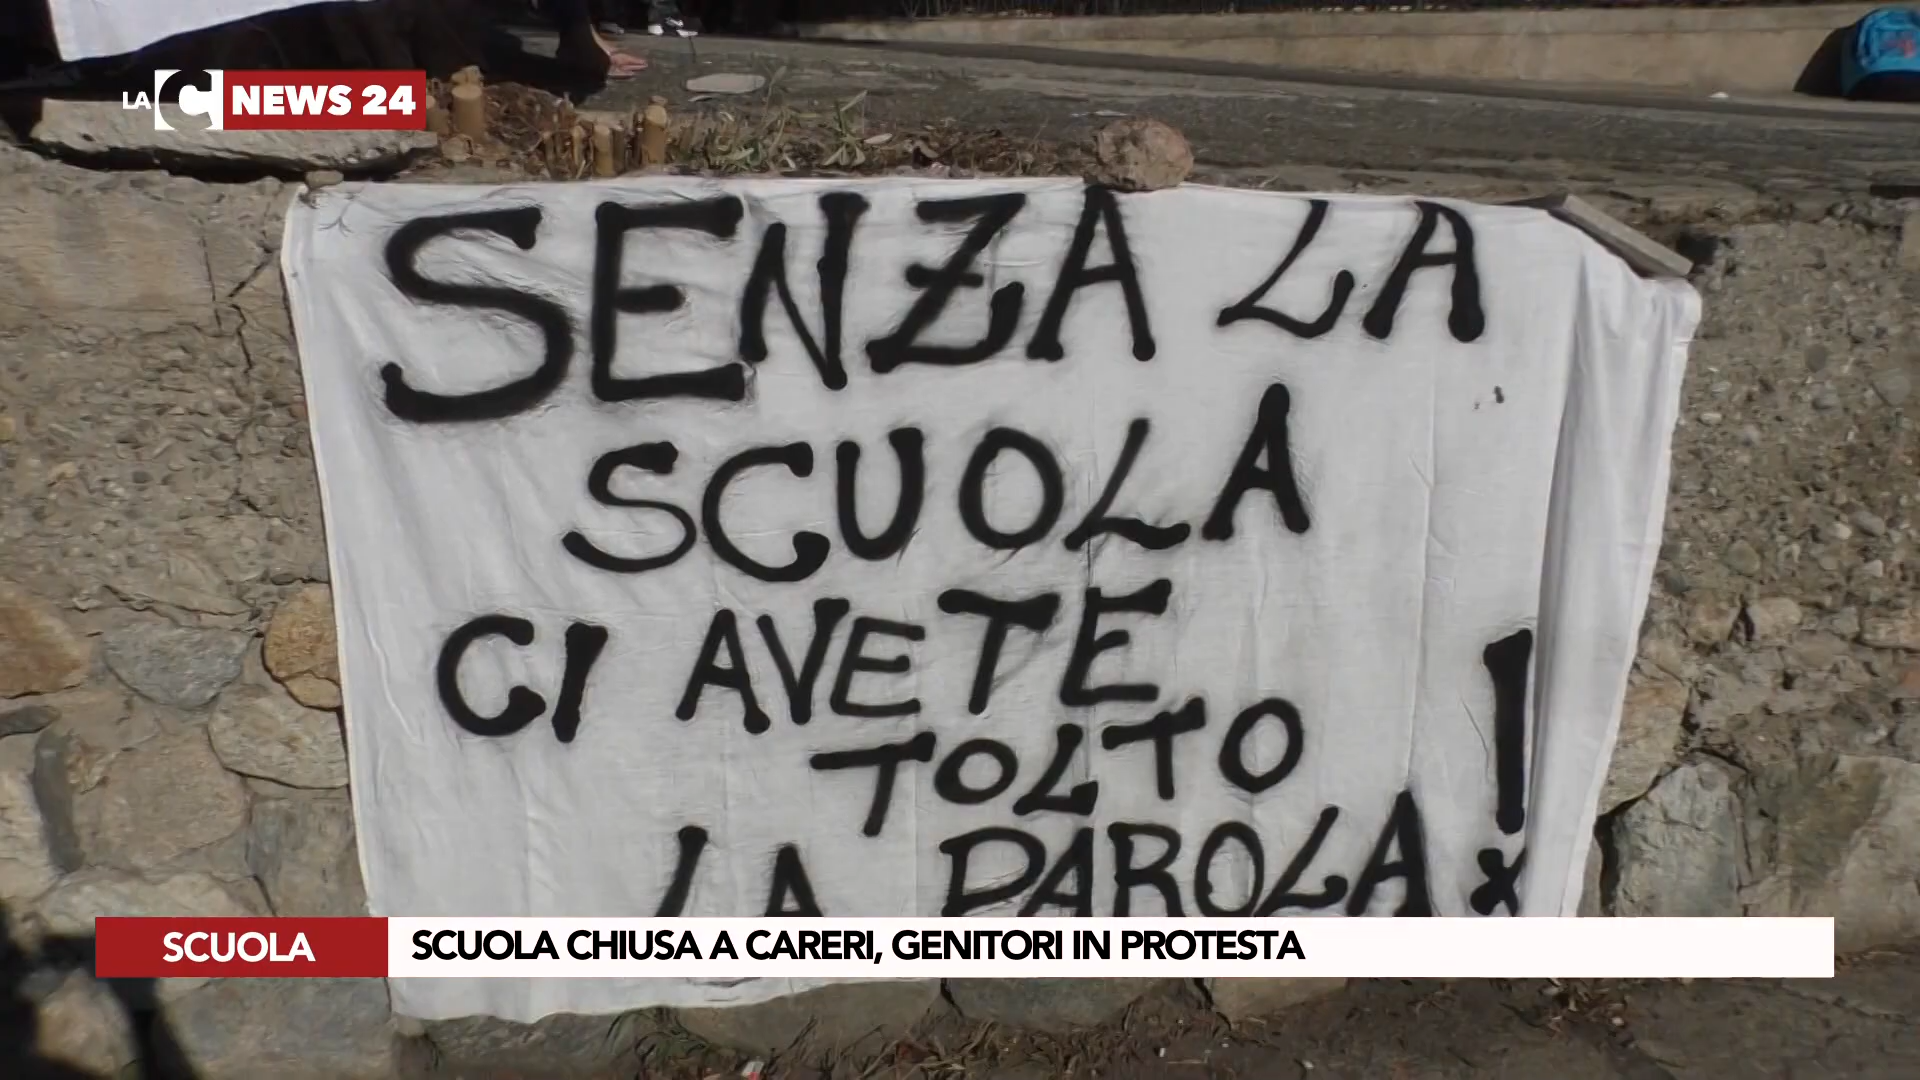 LA C NEWS 24
SENZA LA
SCUOLA
CI AVETE
TOLTO
LA PAROLA!
SCUOLA
SCUOLA CHIUSA A CARERI, GENITORI IN PROTESTA